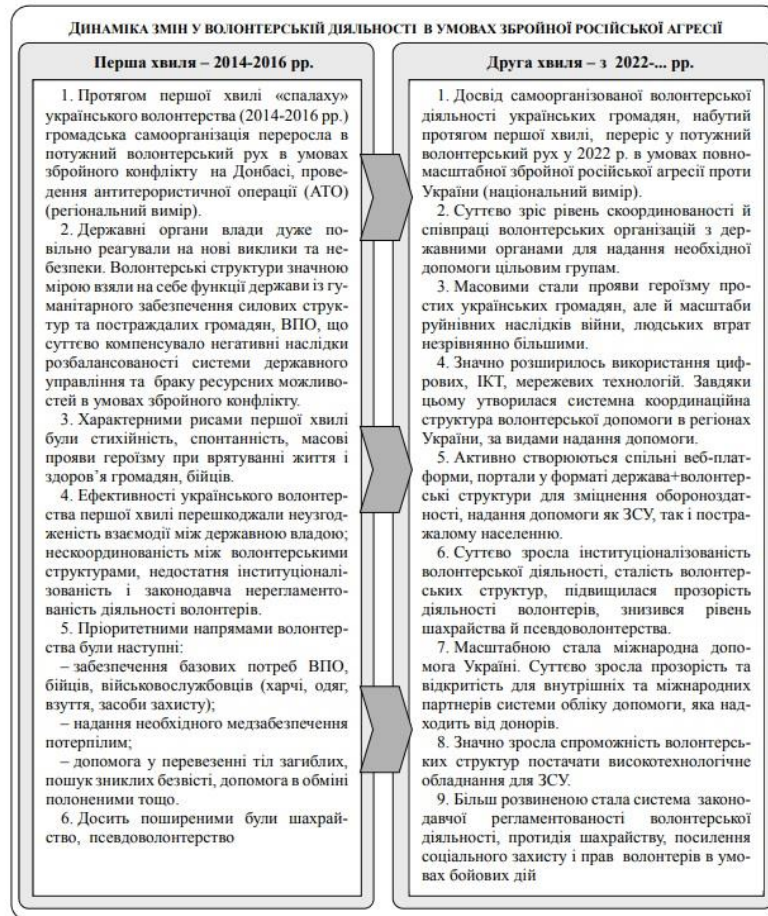 ДИНАМІКА ЗМІН У ВОЛОНТЕРСЬКІЙ ДІЯЛЬНОСТІ В УМОВАХ ЗБРОЙНОЇ РОСІЙСЬКОЇ АГРЕСІЇ
Перша хвиля – 2014-2016 рр.
1. Протягом першої хвилі «спалаху»
українського волонтерства (2014-2016 рр.)
громадська самоорганізація переросла в
потужний волонтерський рух в умовах
збройного конфлікту на Донбасі, прове-
дення антитерористичної операції (АТО)
(регіональний вимір).
2. Державні органи влади дуже по-
вільно реагували на нові виклики та не-
безпеки. Волонтерські структури значною
мірою взяли на себе функції держави із гу-
манітарного забезпечення силових струк-
тур та постраждалих громадян, ВПО, що
суттєво компенсувало негативні наслідки
розбалансованості системи державного
управління та браку ресурсних можливо-
стей в умовах збройного конфлікту.
3. Характерними рисами першої хвилі
були стихійність, спонтанність, масові
прояви героїзму при врятуванні життя і
здоров’я громадян, бійців.
4. Ефективності українського волонтер-
ства першої хвилі перешкоджали неузгод-
женість взаємодії між державною владою;
нескоординованість між волонтерськими
структурами, недостатня інституціоналі-
зованість і законодавча нерегламенто-
ваність діяльності волонтерів.
5. Пріоритетними напрямами волонтер-
ства були наступні:
– забезпечення базових потреб ВПО,
бійців, військовослужбовців (харчі, одяг,
взуття, засоби захисту);
– надання необхідного медзабезпечення
потерпілим;
– допомога у перевезенні тіл загиблих,
пошук зниклих безвісті, допомога в обміні
полоненими тощо.
6. Досить поширеними були шахрай-
ство, псевдоволонтерство
Друга хвиля – з 2022-... рр.
1. Досвід самоорганізованої волонтерської
діяльності українських громадян, набутий
протягом першої хвилі, переріс у потужний
волонтерський рух у 2022 р. в умовах повно-
масштабної збройної російської агресії проти
України (національний вимір).
2. Суттєво зріс рівень скоординованості й
співпраці волонтерських організацій з дер-
жавними органами для надання необхідної
допомоги цільовим групам.
3. Масовими стали прояви героїзму про-
стих українських громадян, але й масштаби
руйнівних наслідків війни, людських втрат
незрівнянно більшими.
4. Значно розширилось використання циф-
рових, ІКТ, мережевих технологій. Завдяки
цьому утворилася системна координаційна
структура волонтерської допомоги в регіонах
України, за видами надання допомоги.
5. Активно створюються спільні веб-плат-
форми, портали у форматі держава+волонтер-
ські структури для зміцнення обороноздат-
ності, надання допомоги як ЗСУ, так і постра-
жалому населенню.
6. Суттєво зросла інституціоналізованість
волонтерської діяльності, сталість волонтер-
ських структур, підвищилася прозорість
діяльності волонтерів, знизився рівень
шахрайства й псевдоволонтерства.
7. Масштабною стала міжнародна допо-
мога Україні. Суттєво зросла прозорість та
відкритість для внутрішніх та міжнародних
партнерів системи обліку допомоги, яка над-
ходить від донорів.
8. Значно зросла спроможність волонтерсь-
ких структур постачати високотехнологічне
обладнання для ЗСУ.
9. Більш розвиненою стала система законо-
давчої регламентованості волонтерської
діяльності, протидія шахрайству, посилення
соціального захисту і прав волонтерів в умо-
вах бойових дій